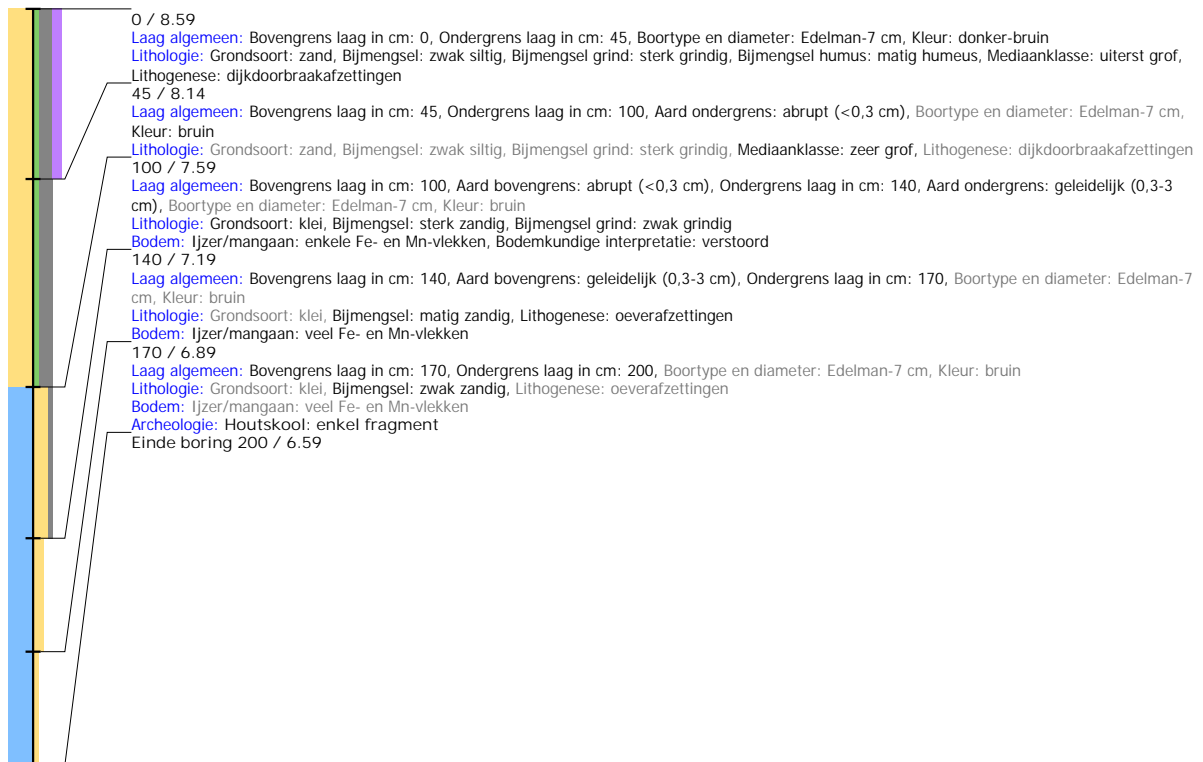 0 / 8.59
Laag algemeen: Bovengrens laag in cm: 0, Ondergrens laag in cm: 45, Boortype en diameter: Edelman-7 cm, Kleur: donker-bruin
Lithologie: Grondsoort: zand, Bijmengsel: zwak siltig, Bijmengsel grind: sterk grindig, Bijmengsel humus: matig humeus, Mediaanklasse: uiterst grof,
Lithogenese: dijkdoorbraakafzettingen
45 / 8.14
Laag algemeen: Bovengrens laag in cm: 45, Ondergrens laag in cm: 100, Aard ondergrens: abrupt (<0,3 cm), Boortype en diameter: Edelman-7 cm,
Kleur: bruin
Lithologie: Grondsoort: zand, Bijmengsel: zwak siltig, Bijmengsel grind: sterk grindig, Mediaanklasse: zeer grof, Lithogenese: dijkdoorbraakafzettingen
100 / 7.59
Laag algemeen: Bovengrens laag in cm: 100, Aard bovengrens: abrupt (<0,3 cm), Ondergrens laag in cm: 140, Aard ondergrens: geleidelijk (0,3-3
cm), Boortype en diameter: Edelman-7 cm, Kleur: bruin
Lithologie: Grondsoort: klei, Bijmengsel: sterk zandig, Bijmengsel grind: zwak grindig
Bodem: Ijzer/mangaan: enkele Fe- en Mn-vlekken, Bodemkundige interpretatie: verstoord
140 / 7.19
Laag algemeen: Bovengrens laag in cm: 140, Aard bovengrens: geleidelijk (0,3-3 cm), Ondergrens laag in cm: 170, Boortype en diameter: Edelman-7
cm, Kleur: bruin
Lithologie: Grondsoort: klei, Bijmengsel: matig zandig, Lithogenese: oeverafzettingen
Bodem: Ijzer/mangaan: veel Fe- en Mn-vlekken
170 / 6.89
Laag algemeen: Bovengrens laag in cm: 170, Ondergrens laag in cm: 200, Boortype en diameter: Edelman-7 cm, Kleur: bruin
Lithologie: Grondsoort: klei, Bijmengsel: zwak zandig, Lithogenese: oeverafzettingen
Bodem: Ijzer/mangaan: veel Fe- en Mn-vlekken
Archeologie: Houtskool: enkel fragment
Einde boring 200 / 6.59